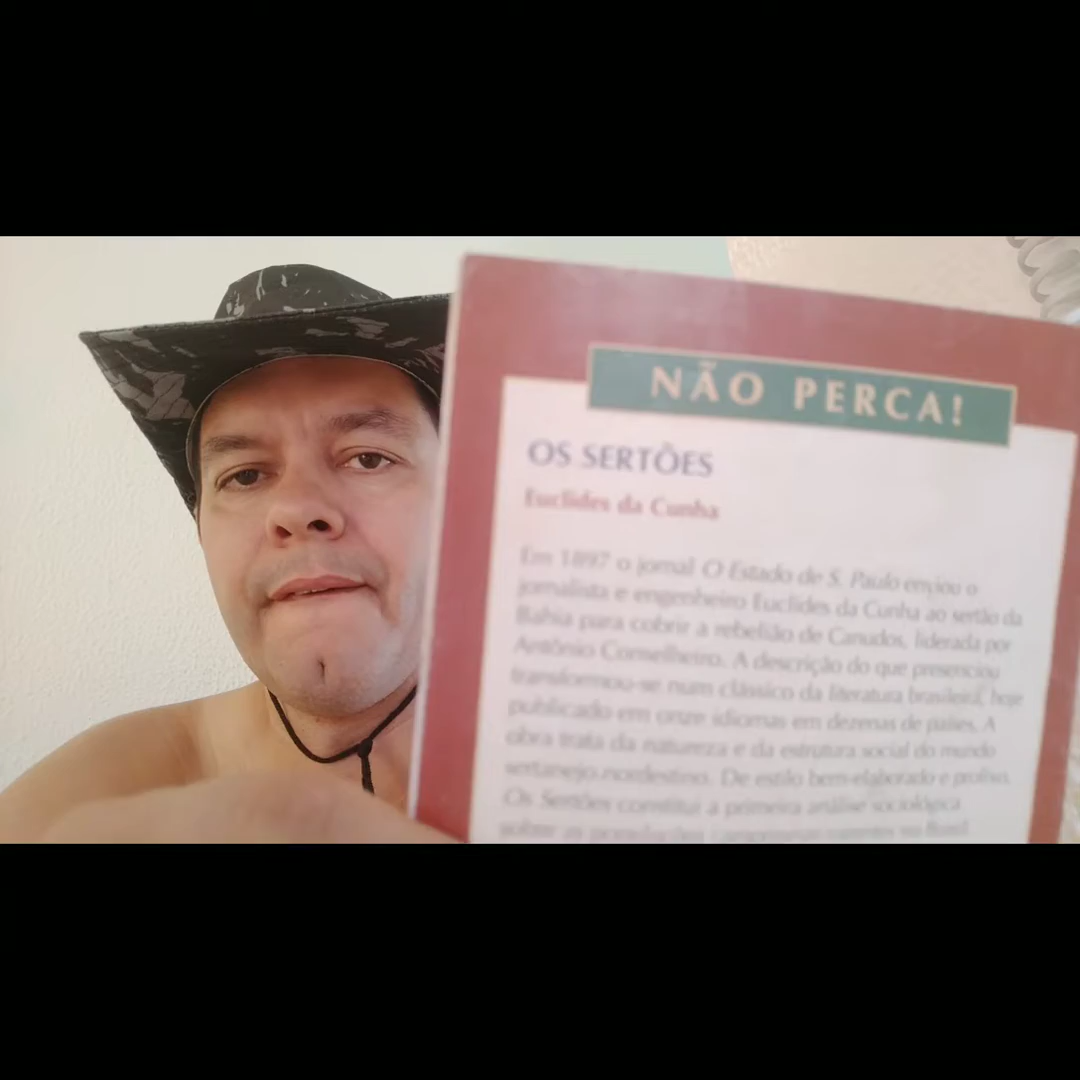 NÃO PERCA!
OS SERTÕES
Euclides da Cunha
Em 1897 o jornal O Estado de S. Paulo enviou o
jornalista e engenheiro Euclides da Cunha ao sertão da
Bahia para cobrir a rebelião de Canudos, liderada por
Antônio Conselheiro. A descrição do que presenciou
transformou-se num clássico da literatura brasileira, hoje
publicado em onze idiomas em dezenas de países. A
obra trata da natureza e da estrutura social do mundo
sertanejo nordestino. De estilo bem-elaborado e prolixo,
Os Sertões constitui a primeira análise sociológica
sobre as populações